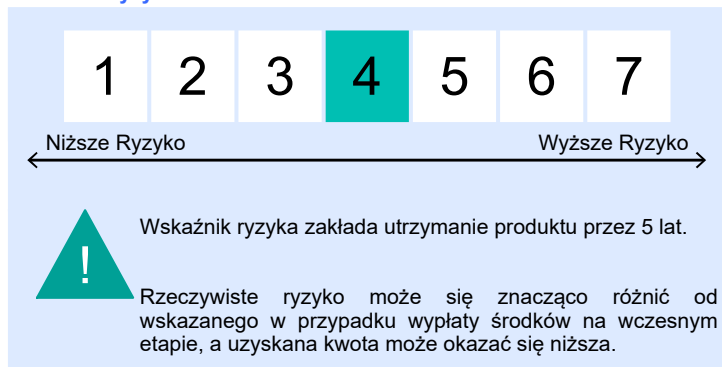 1 2 3 4 5 6 7
Niższe Ryzyko Wyższe Ryzyko
Wskaźnik ryzyka zakłada utrzymanie produktu przez 5 lat.
!
Rzeczywiste ryzyko może się znacząco różnić od
wskazanego w przypadku wypłaty środków na wczesnym
etapie, a uzyskana kwota może okazać się niższa.